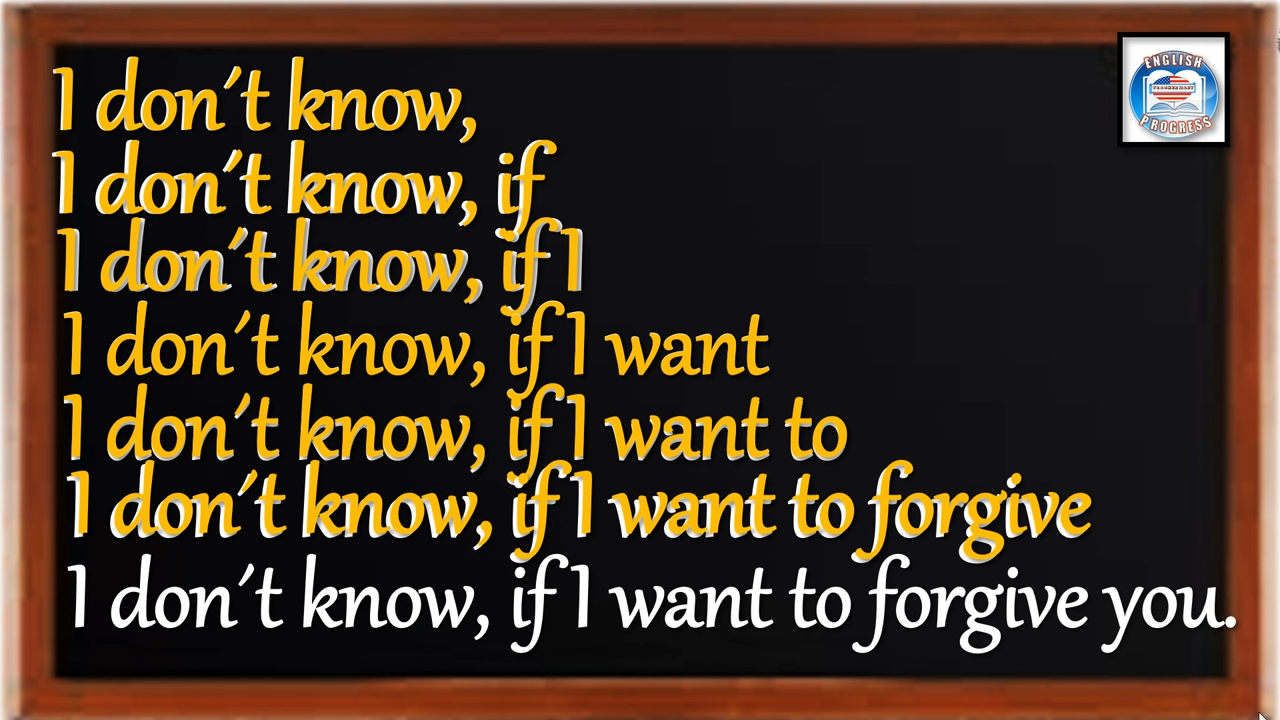 I don't know,
I don't know, if
I don't know, if I
I don't know, if I want
I don't know, if I want to
I don't know, if I want to forgive
I don't know, if I want to forgive you.
ENGLISH
PROGRESS